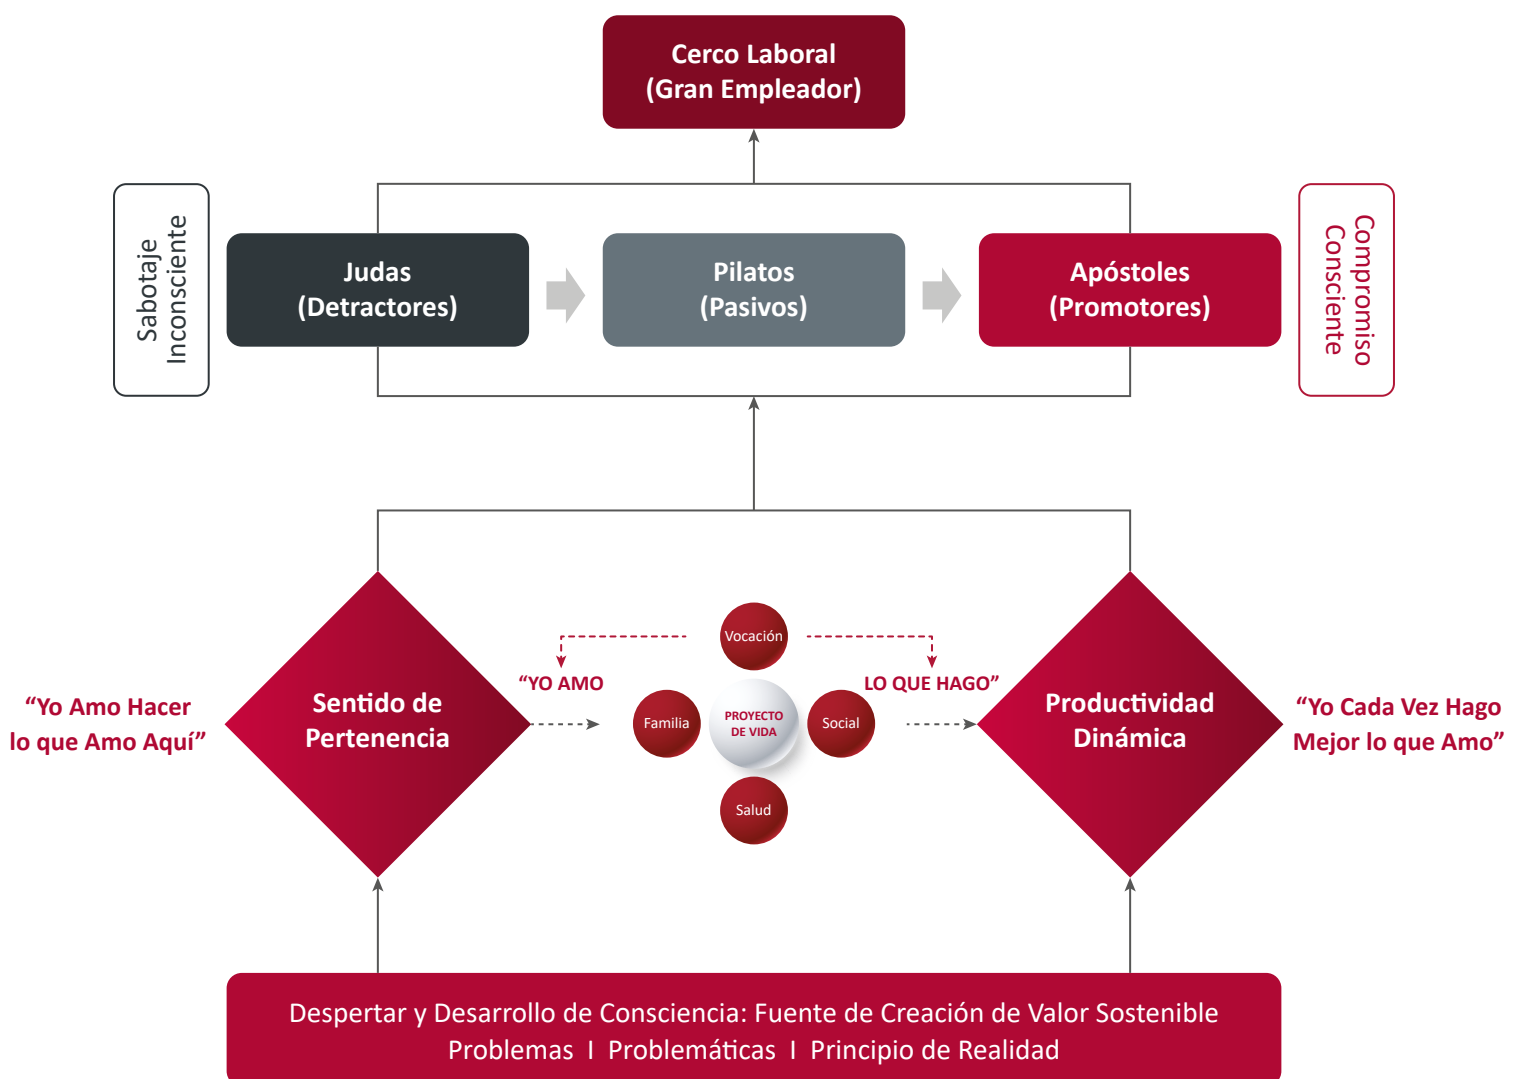 Cerco Laboral
(Gran Empleador)
Sabotaje
Inconsciente
Judas
(Detractores)
Pilatos
(Pasivos)
Apóstoles
(Promotores)
Compromiso
Consciente
Vocación
“YO AMO
LO QUE HAGO”
“Yo Amo Hacer
lo que Amo Aquí”
Sentido de
Pertenencia
Familia
PROYECTO
DE VIDA
Social
Productividad
Dinámica
“Yo Cada Vez Hago
Mejor lo que Amo”
Salud
Despertar y Desarrollo de Consciencia: Fuente de Creación de Valor Sostenible
Problemas I Problemáticas I Principio de Realidad